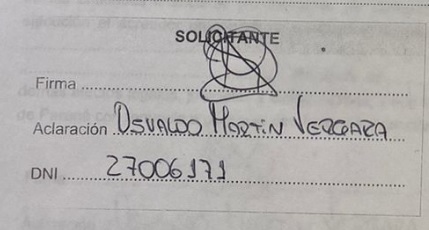 SOLICITANTE
Firma
Aclaración Osvaldo Martin Vergara
DNI 27006171